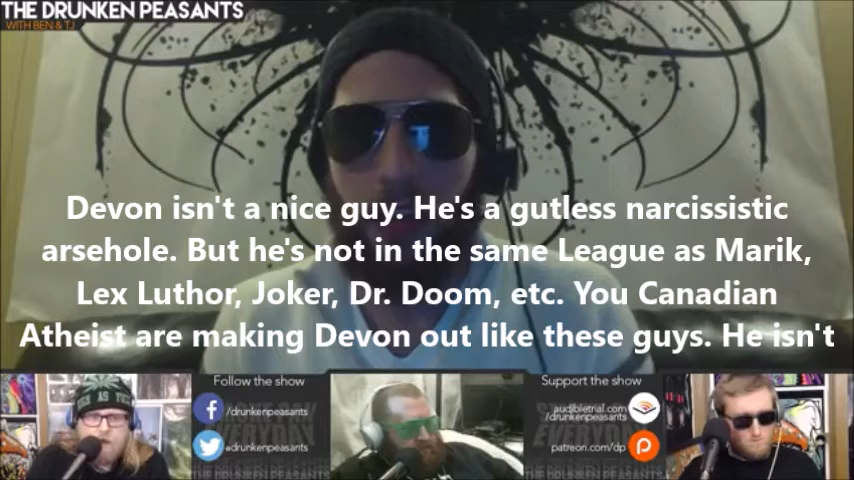 THE DRUNKEN PEASANTS
WITH BEN & TJ
Devon isn't a nice guy. He's a gutless narcissistic
arsehole. But he's not in the same League as Marik,
Lex Luthor, Joker, Dr. Doom, etc. You Canadian
Atheist are making Devon out like these guys. He isn't
Follow the show
f /drunkenpeasants
@drunkenpeasants
Support the show
audibletrial.com
/drunkenpeasants
patreon.com/dp